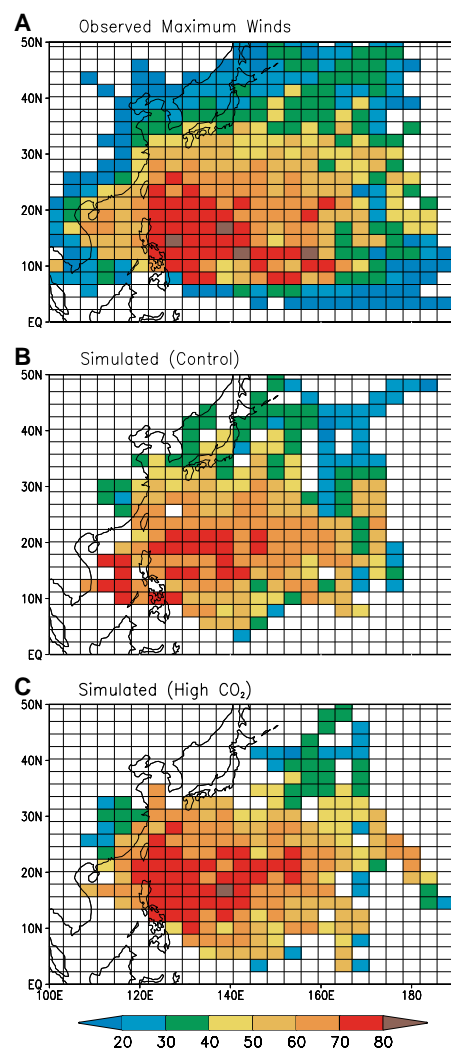 A Observed Maximum Winds
50N
40N
30N
20N
10N
EQ
B Simulated (Control)
50N
40N
30N
20N
10N
EQ
C Simulated (High CO₂)
50N
40N
30N
20N
10N
EQ
100E 120E 140E 160E 180
20 30 40 50 60 70 80